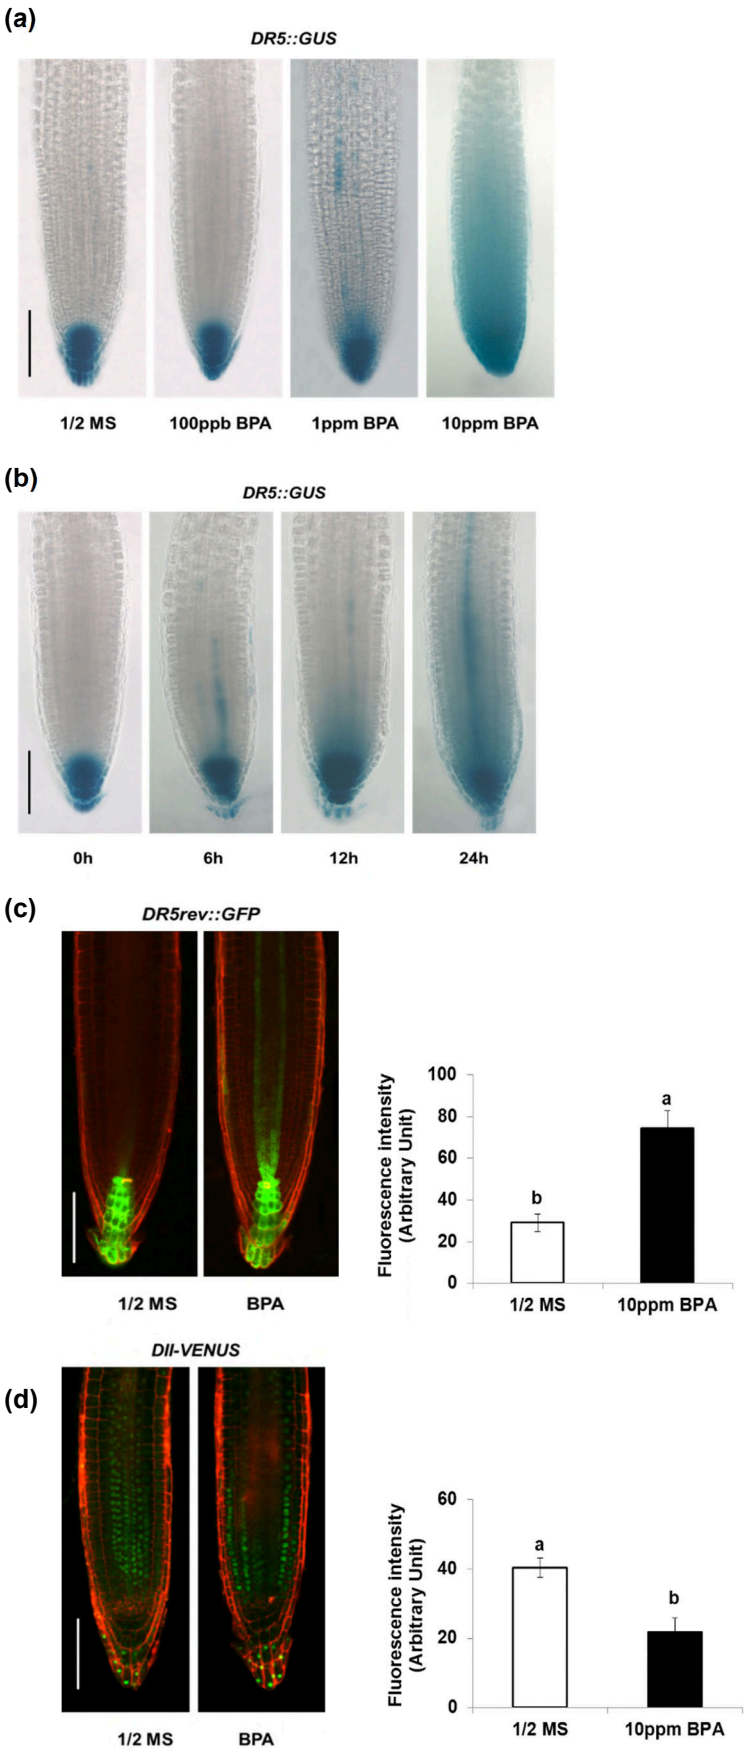 (a)
DR5::GUS
1/2 MS 100ppb BPA 1ppm BPA 10ppm BPA
(b)
DR5::GUS
0h 6h 12h 24h
(c)
DR5rev::GFP
1/2 MS BPA
Fluorescence intensity
(Arbitrary Unit)
100
80
60
40
20
0
b
a
1/2 MS 10ppm BPA
(d)
DII-VENUS
1/2 MS BPA
Fluorescence intensity
(Arbitrary Unit)
60
40
20
0
a
b
1/2 MS 10ppm BPA